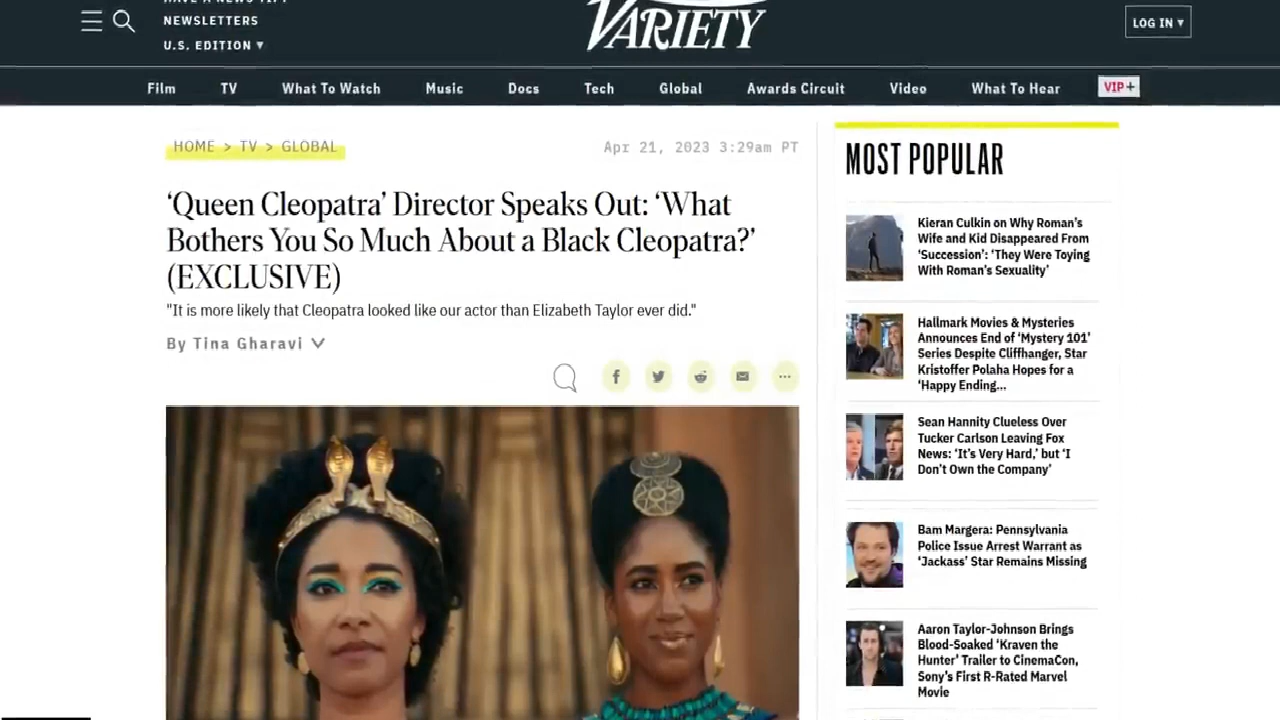 HAVE A NEWS TIP?
NEWSLETTERS
U.S. EDITION
VARIETY
LOG IN
Film TV What To Watch Music Docs Tech Global Awards Circuit Video What To Hear VIP+
HOME > TV > GLOBAL
Apr 21, 2023 3:29am PT
‘Queen Cleopatra’ Director Speaks Out: ‘What
Bothers You So Much About a Black Cleopatra?’
(EXCLUSIVE)
"It is more likely that Cleopatra looked like our actor than Elizabeth Taylor ever did."
By Tina Gharavi
MOST POPULAR
Kieran Culkin on Why Roman’s
Wife and Kid Disappeared From
‘Succession’: ‘They Were Toying
With Roman’s Sexuality’
Hallmark Movies & Mysteries
Announces End of ‘Mystery 101’
Series Despite Cliffhanger, Star
Kristoffer Polaha Hopes for a
‘Happy Ending...
Sean Hannity Clueless Over
Tucker Carlson Leaving Fox
News: ‘It’s Very Hard,’ but ‘I
Don’t Own the Company’
Bam Margera: Pennsylvania
Police Issue Arrest Warrant as
‘Jackass’ Star Remains Missing
Aaron Taylor-Johnson Brings
Blood-Soaked ‘Kraven the
Hunter’ Trailer to CinemaCon,
Sony’s First R-Rated Marvel
Movie